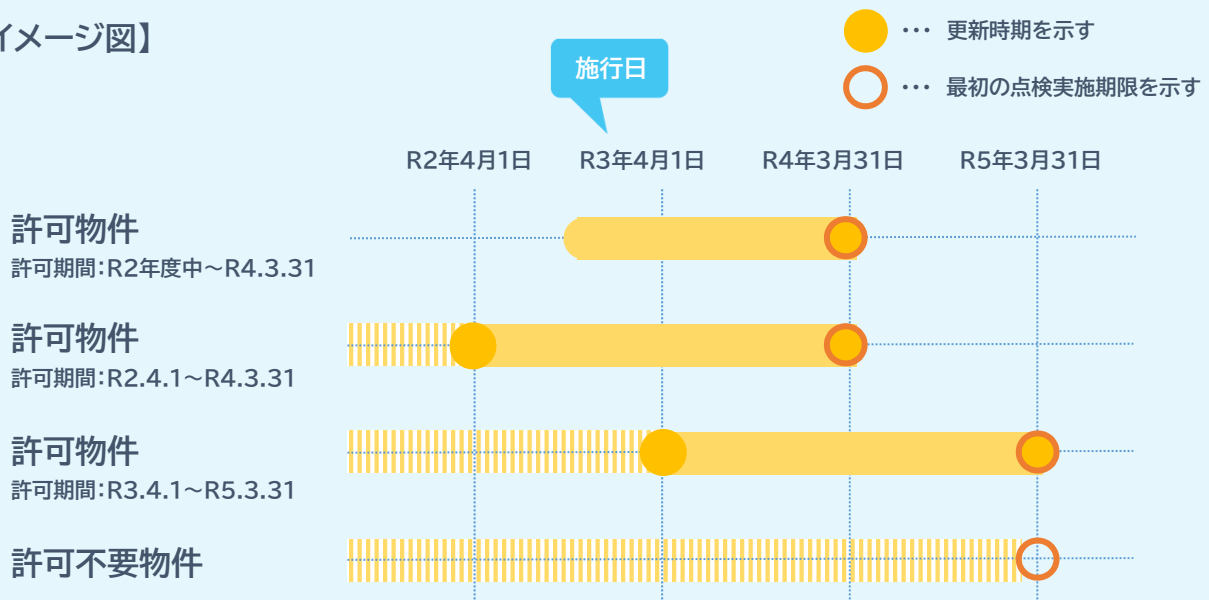 イメージ図】
･･･ 更新時期を示す
施行日
･･･ 最初の点検実施期限を示す
R2年4月1日 R3年4月1日 R4年3月31日 R5年3月31日
許可物件
許可期間：R2年度中～R4.3.31
許可物件
許可期間：R2.4.1～R4.3.31
許可物件
許可期間：R3.4.1～R5.3.31
許可不要物件